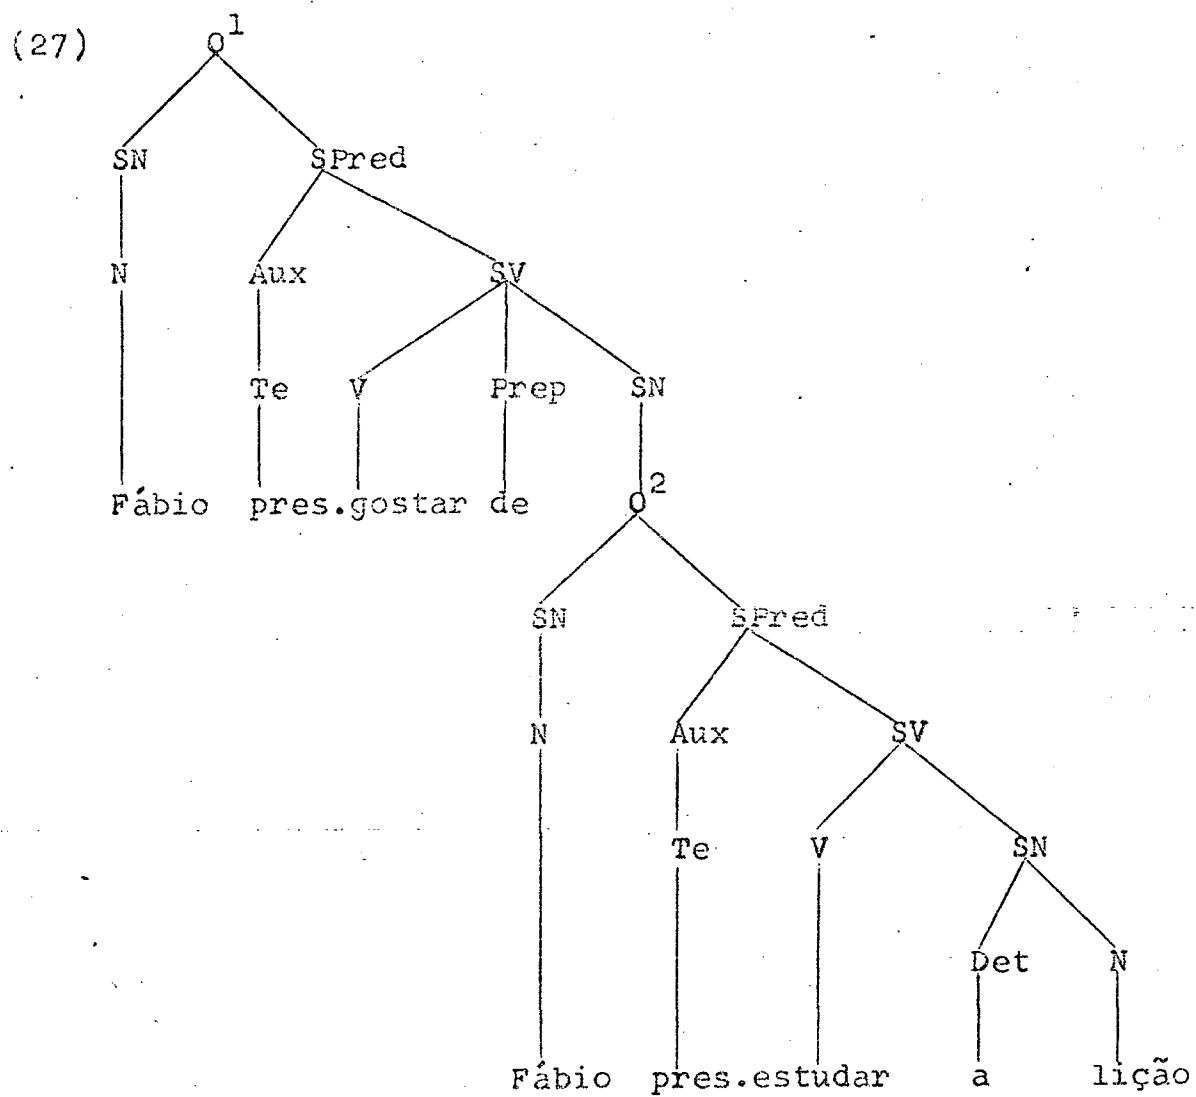 (27) O1
SN SPred
N Aux SV
Te V Prep SN
Fábio pres.gostar de O2
SN SPred
N Aux SV
Te V SN
Det N
Fábio pres.estudar a lição